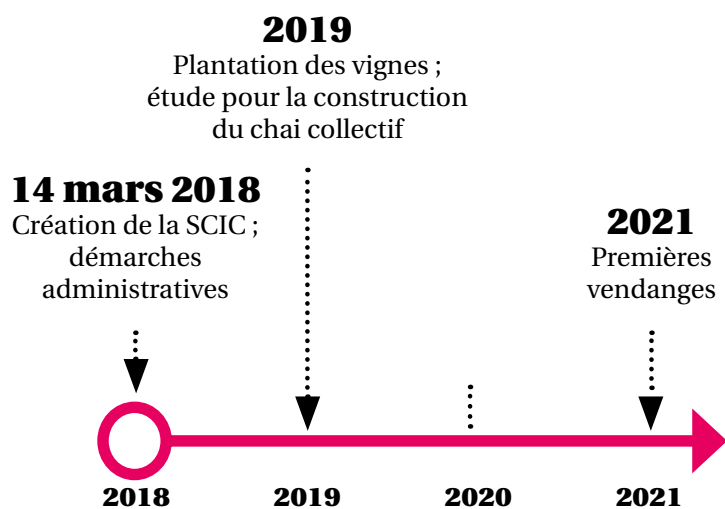 2019
Plantation des vignes ;
étude pour la construction
du chai collectif
14 mars 2018
Création de la SCIC ;
démarches
administratives
2021
Premières
vendanges
2018
2019
2020
2021